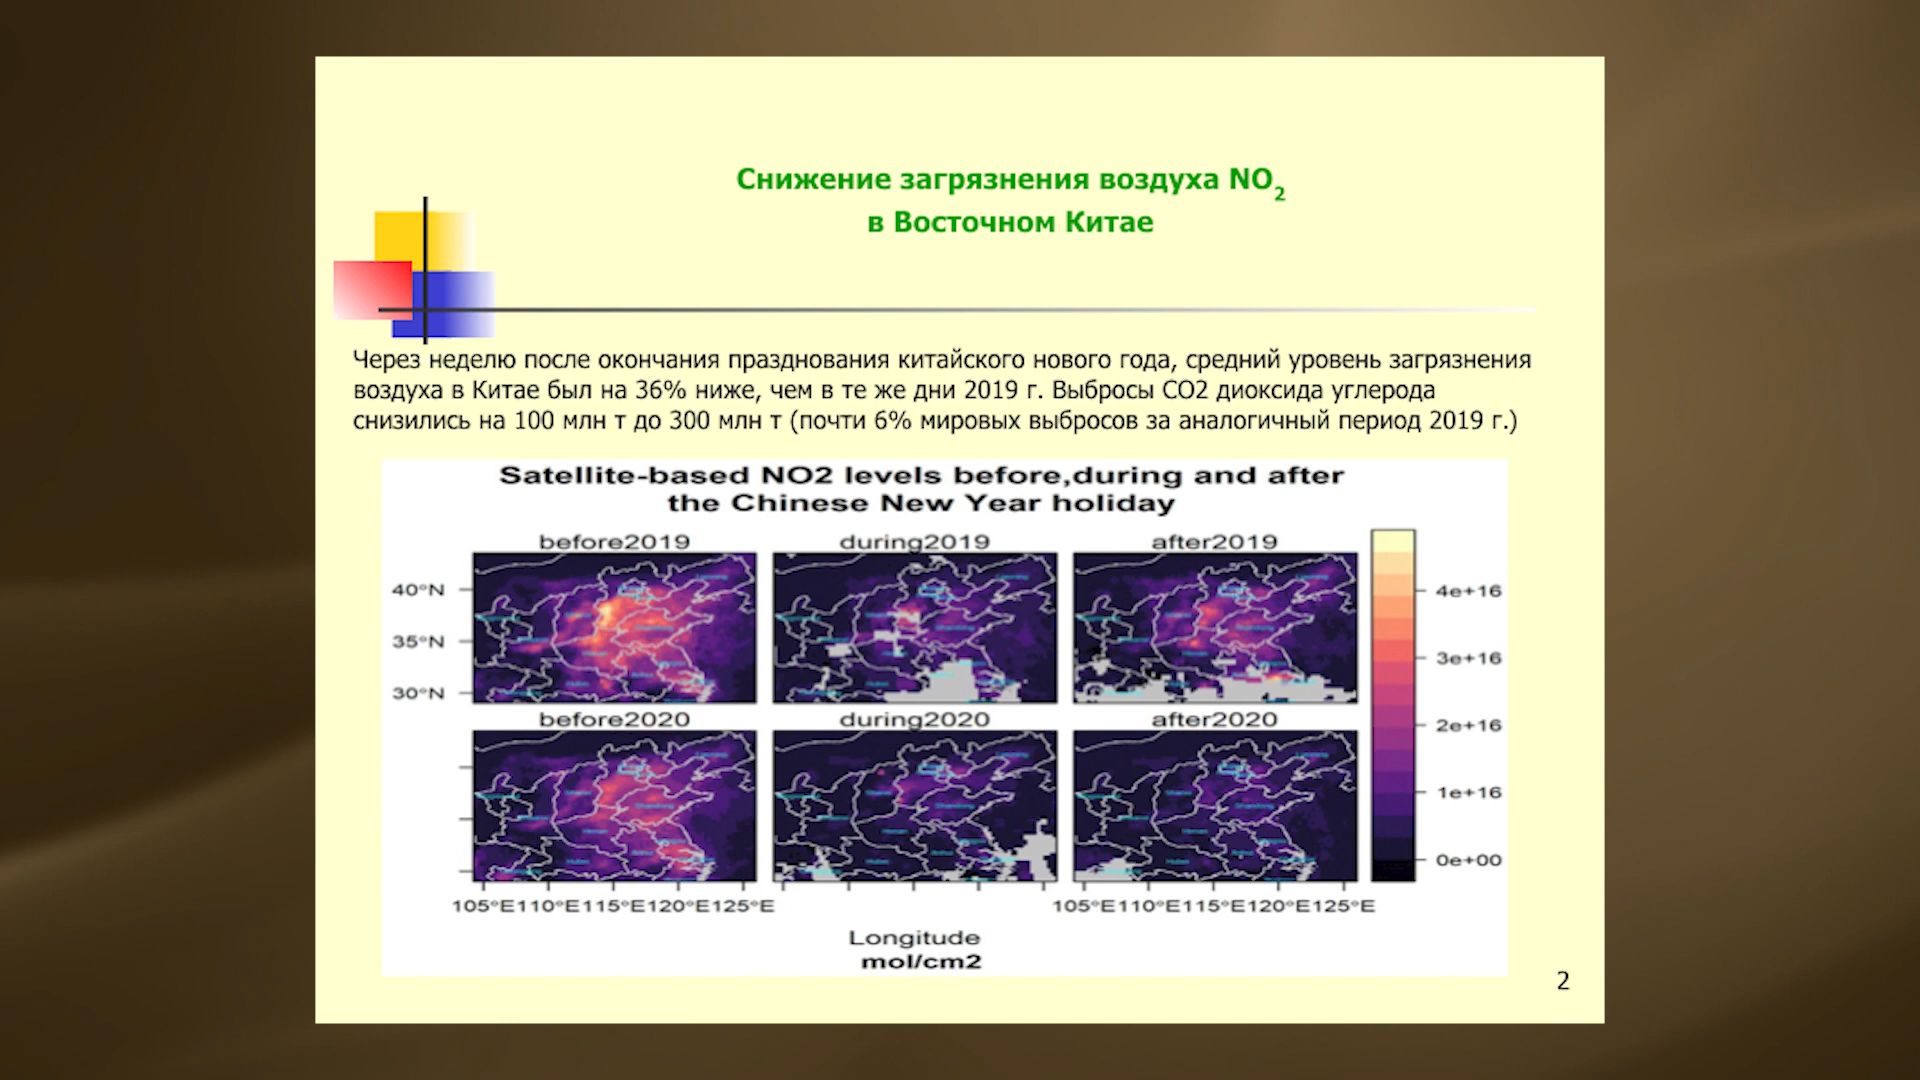 Снижение загрязнения воздуха NO2
в Восточном Китае
Через неделю после окончания празднования китайского нового года, средний уровень загрязнения
воздуха в Китае был на 36% ниже, чем в те же дни 2019 г. Выбросы CO2 диоксида углерода
снизились на 100 млн т до 300 млн т (почти 6% мировых выбросов за аналогичный период 2019 г.)
Satellite-based NO2 levels before,during and after
the Chinese New Year holiday
before2019 during2019 after2019
40°N
35°N
30°N
4e+16
3e+16
2e+16
1e+16
0e+00
before2020 during2020 after2020
105°E110°E115°E120°E125°E 105°E110°E115°E120°E125°E
Longitude
mol/cm2
2